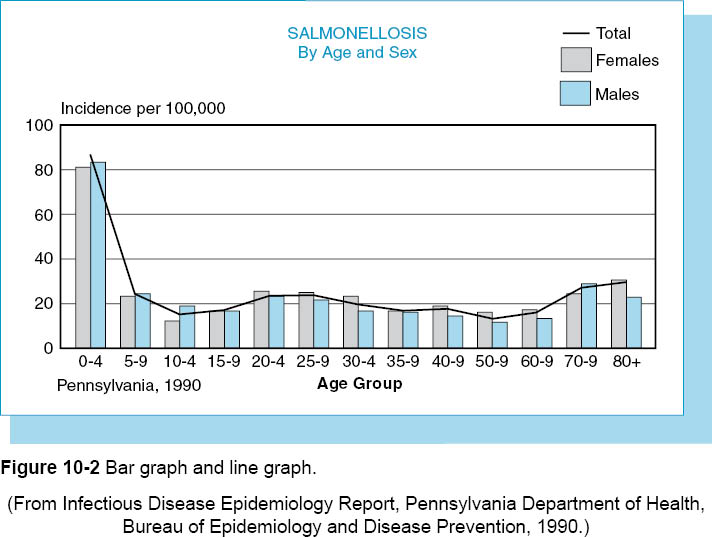 SALMONELLOSIS
By Age and Sex
Total
Females
Males
Incidence per 100,000
100
80
60
40
20
0
0-4 5-9 10-4 15-9 20-4 25-9 30-4 35-9 40-9 50-9 60-9 70-9 80+
Pennsylvania, 1990 Age Group
Figure 10-2 Bar graph and line graph.
(From Infectious Disease Epidemiology Report, Pennsylvania Department of Health,
Bureau of Epidemiology and Disease Prevention, 1990.)